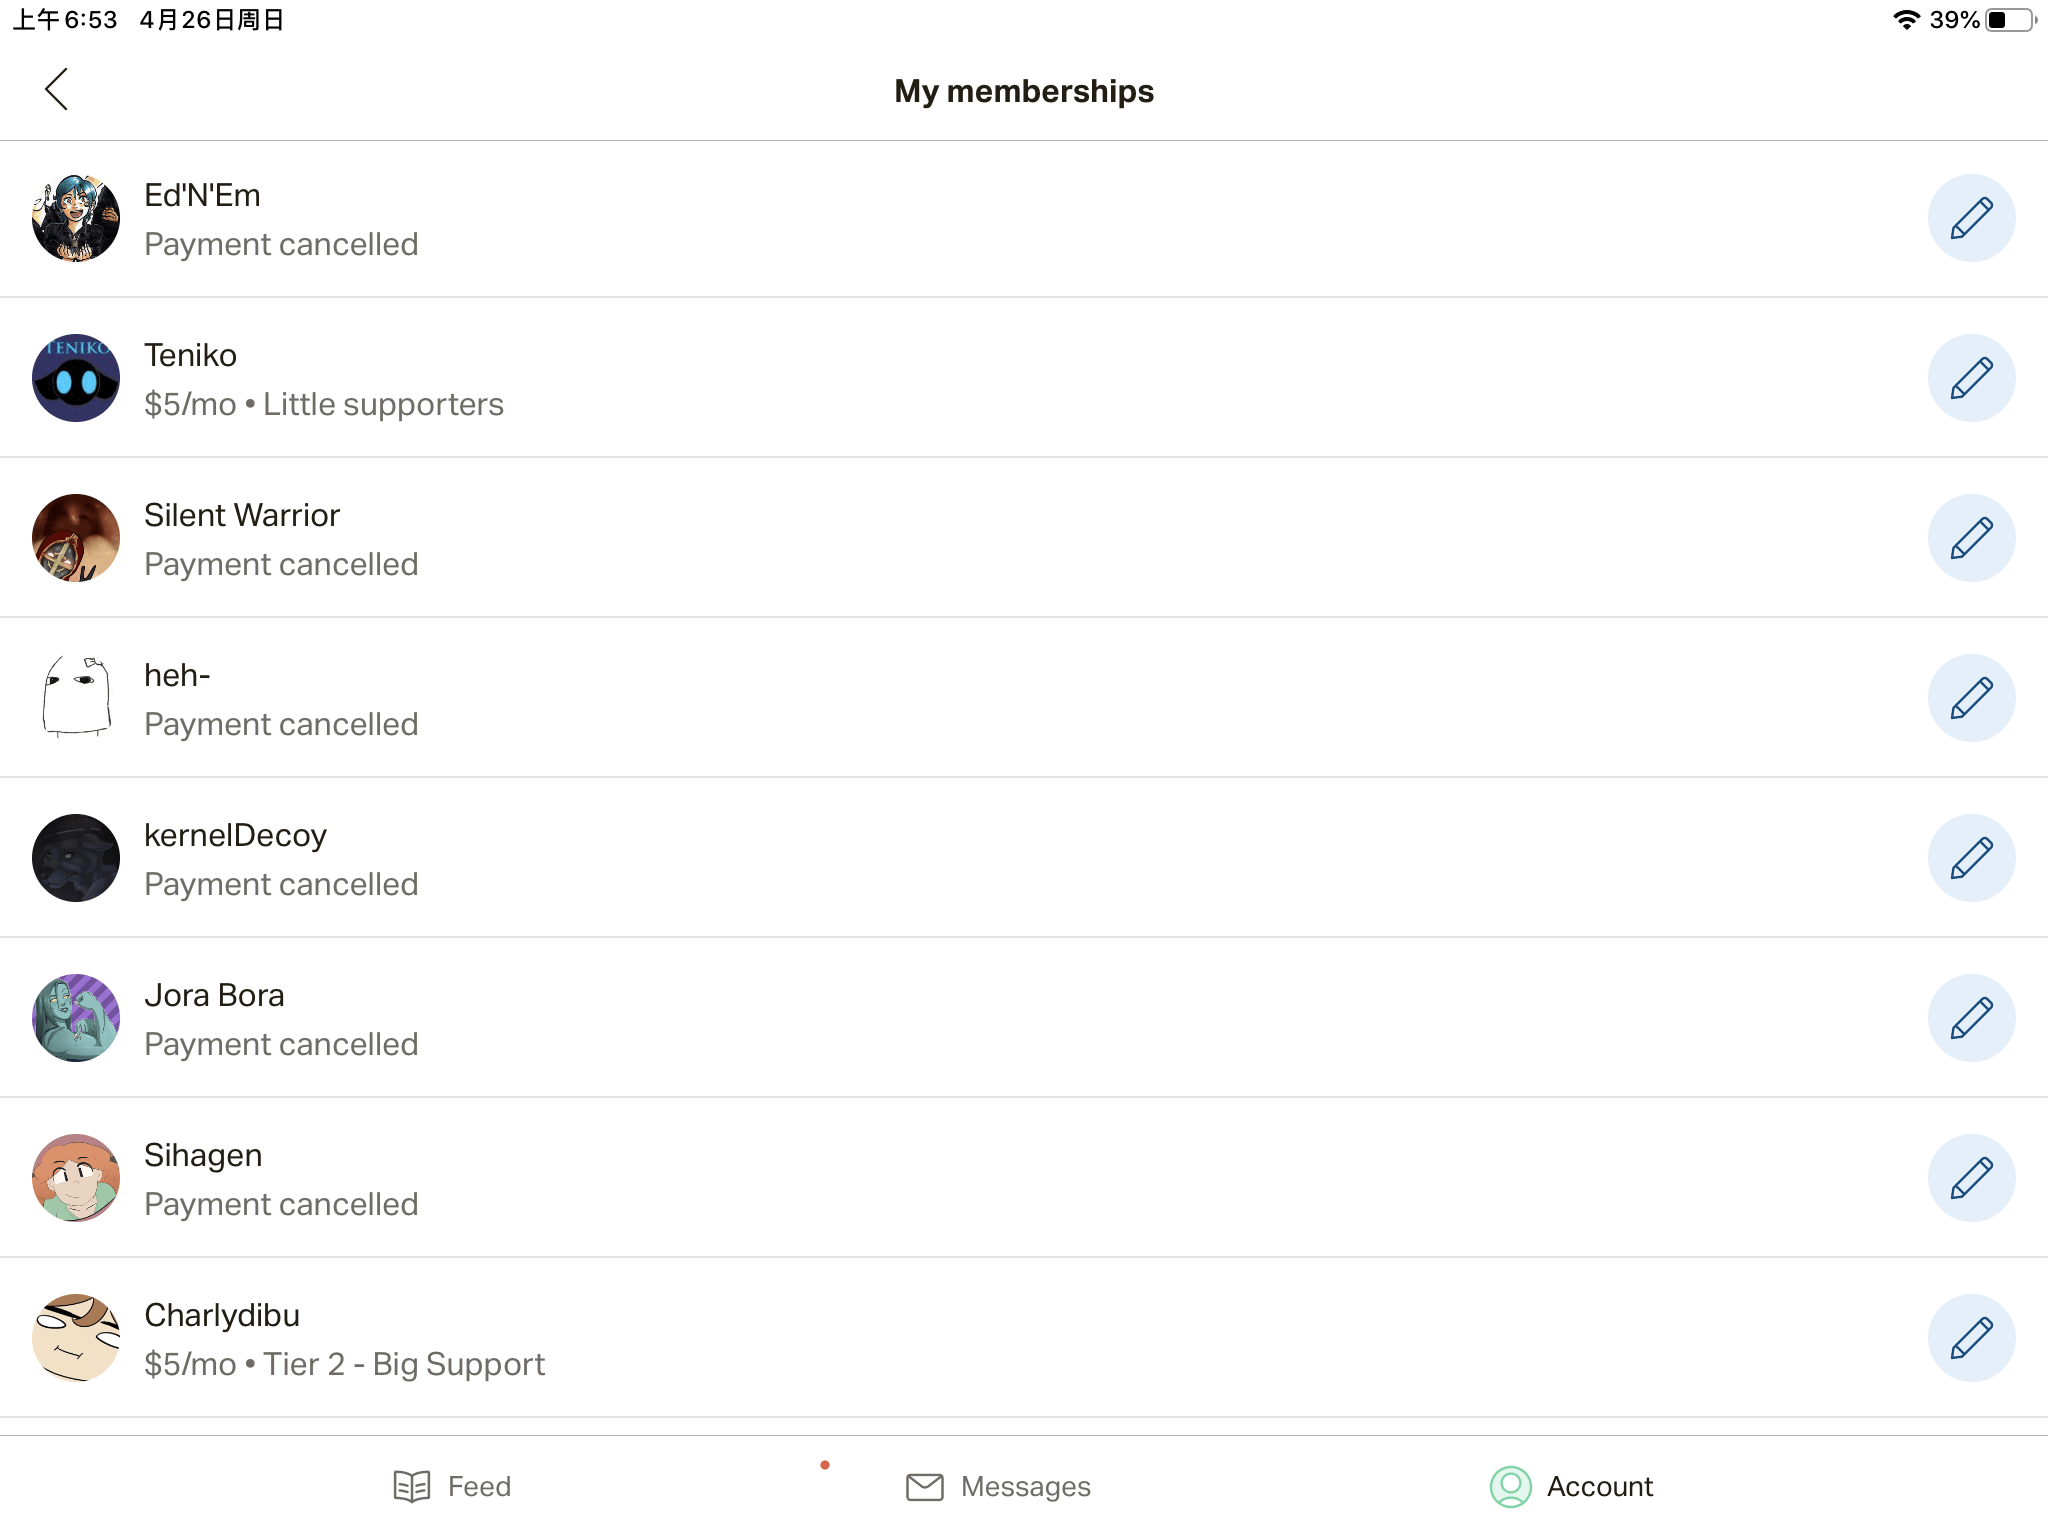 上午6:53 4月26日周日
39%
My memberships
Ed'N'Em
Payment cancelled
TENIKO
Teniko
$5/mo • Little supporters
Silent Warrior
Payment cancelled
heh-
Payment cancelled
kernelDecoy
Payment cancelled
Jora Bora
Payment cancelled
Sihagen
Payment cancelled
Charlydibu
$5/mo • Tier 2 - Big Support
Feed
Messages
Account